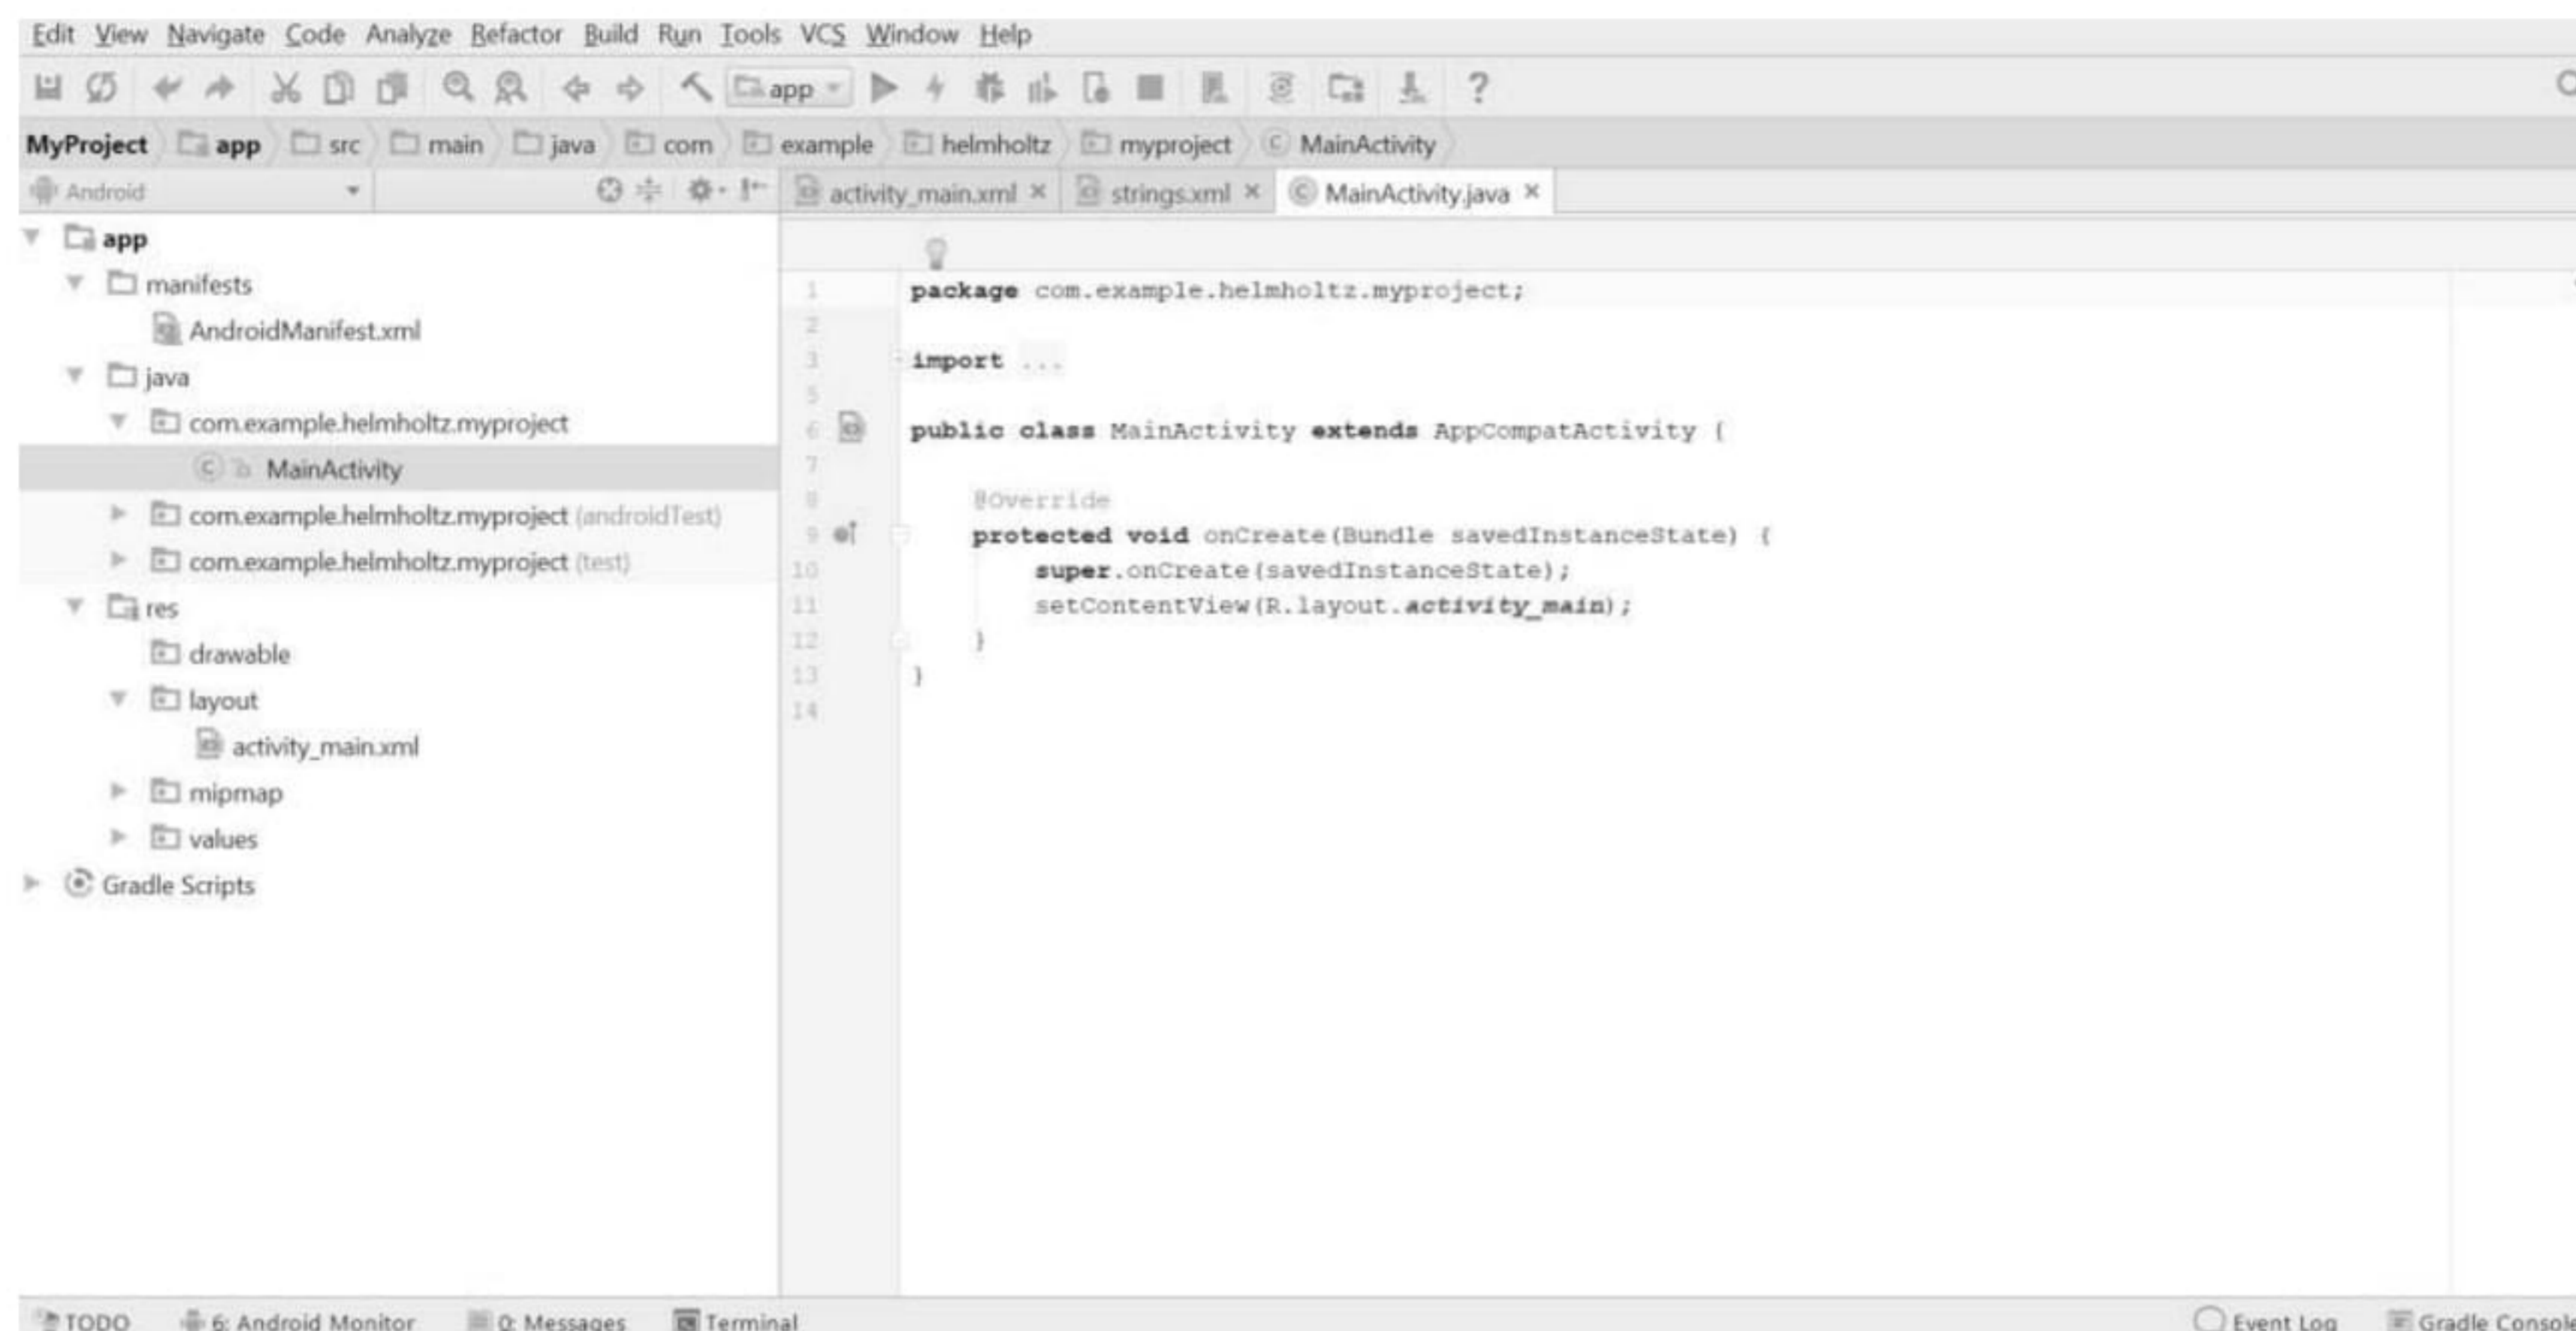 Edit View Navigate Code Analyze Refactor Build Run Tools VCS Window Help
app ?
MyProject app src main java com example helmholtz myproject C MainActivity
Android
activity_main.xml × strings.xml × C MainActivity.java ×
app
manifests
AndroidManifest.xml
java
com.example.helmholtz.myproject
C MainActivity
com.example.helmholtz.myproject (androidTest)
com.example.helmholtz.myproject (test)
res
drawable
layout
activity_main.xml
mipmap
values
Gradle Scripts
1 package com.example.helmholtz.myproject;
2
3 import ...
5
6 public class MainActivity extends AppCompatActivity {
7
8 @Override
9 protected void onCreate(Bundle savedInstanceState) {
10 super.onCreate(savedInstanceState);
11 setContentView(R.layout.activity_main);
12 }
13 }
14
TODO 6: Android Monitor 0: Messages Terminal Event Log Gradle Console